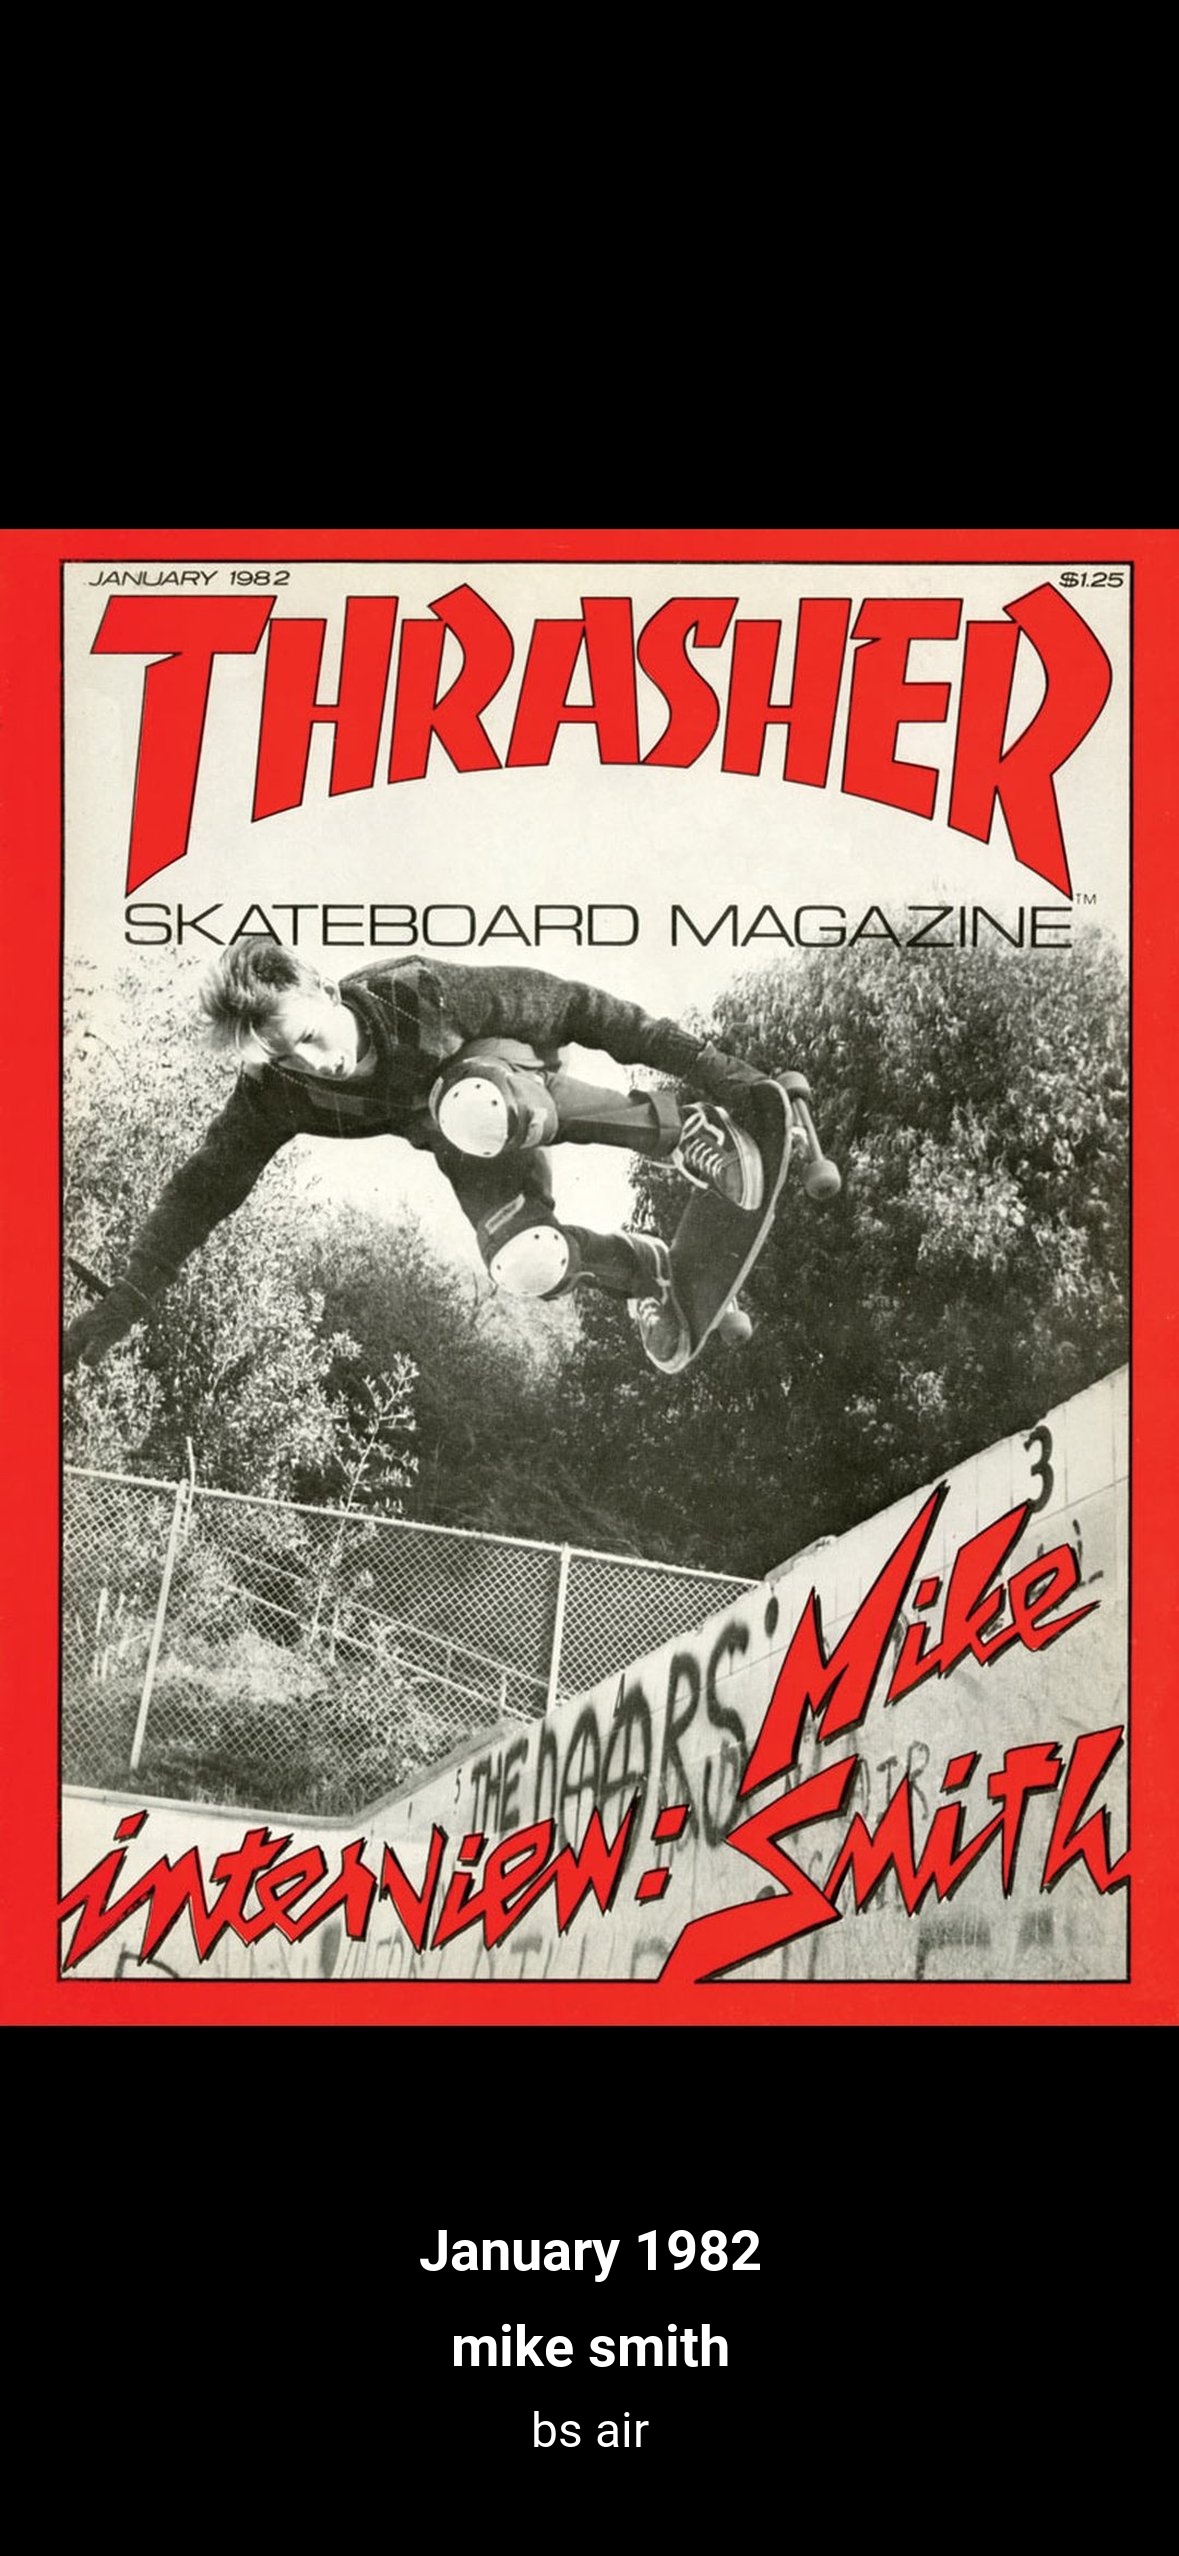 JANUARY 1982
$1.25
THRASHER
TM
SKATEBOARD MAGAZINE
3
THE DOORS
Mike
interview: Smith
January 1982
mike smith
bs air